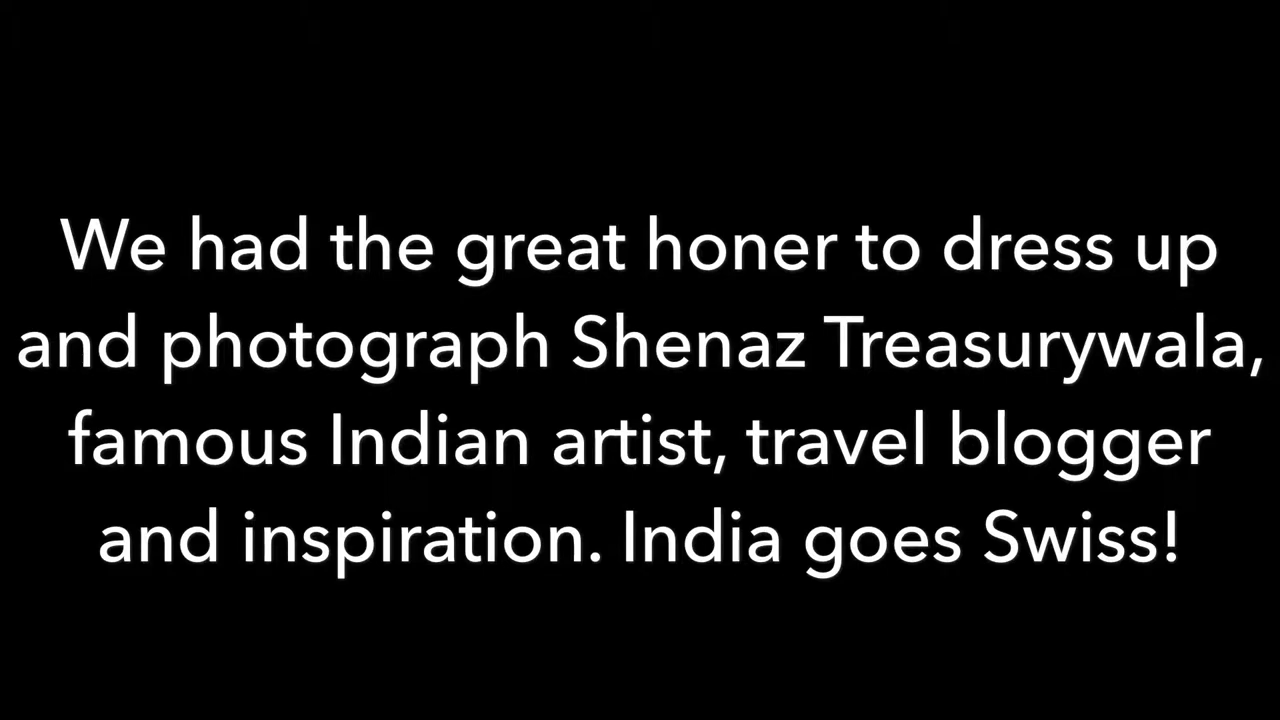 We had the great honer to dress up
and photograph Shenaz Treasurywala,
famous Indian artist, travel blogger
and inspiration. India goes Swiss!